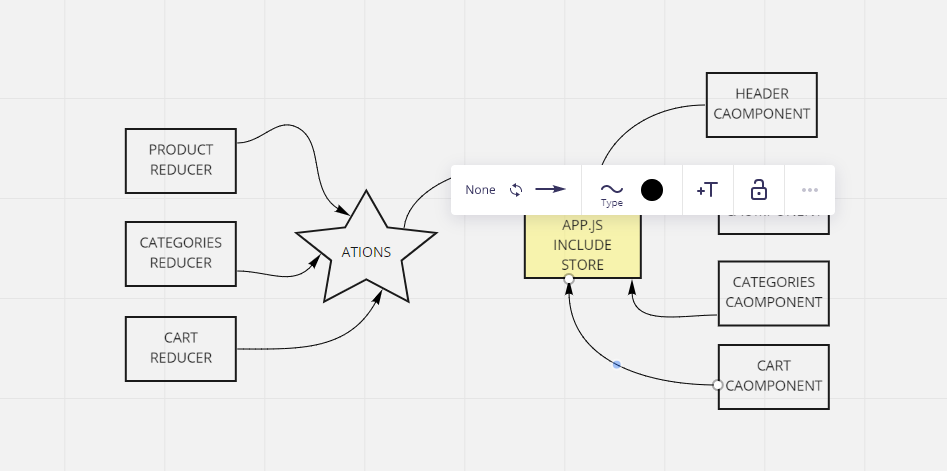 HEADER
CAOMPONENT
PRODUCT
REDUCER
None
Type
+T
APP.JS
INCLUDE
STORE
CATEGORIES
REDUCER
ATIONS
CATEGORIES
CAOMPONENT
CART
REDUCER
CART
CAOMPONENT